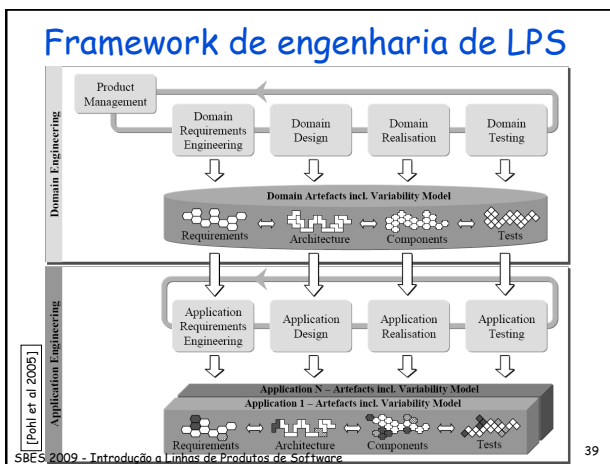 Framework de engenharia de LPS
Domain Engineering
Product
Management
Domain
Requirements
Engineering
Domain
Design
Domain
Realisation
Domain
Testing
Domain Artefacts incl. Variability Model
Requirements
Architecture
Components
Tests
Application Engineering
Application
Requirements
Engineering
Application
Design
Application
Realisation
Application
Testing
Application N – Artefacts incl. Variability Model
Application 1 – Artefacts incl. Variability Model
Requirements
Architecture
Components
Tests
[Pohl et al 2005]
SBES 2009 - Introdução a Linhas de Produtos de Software
39